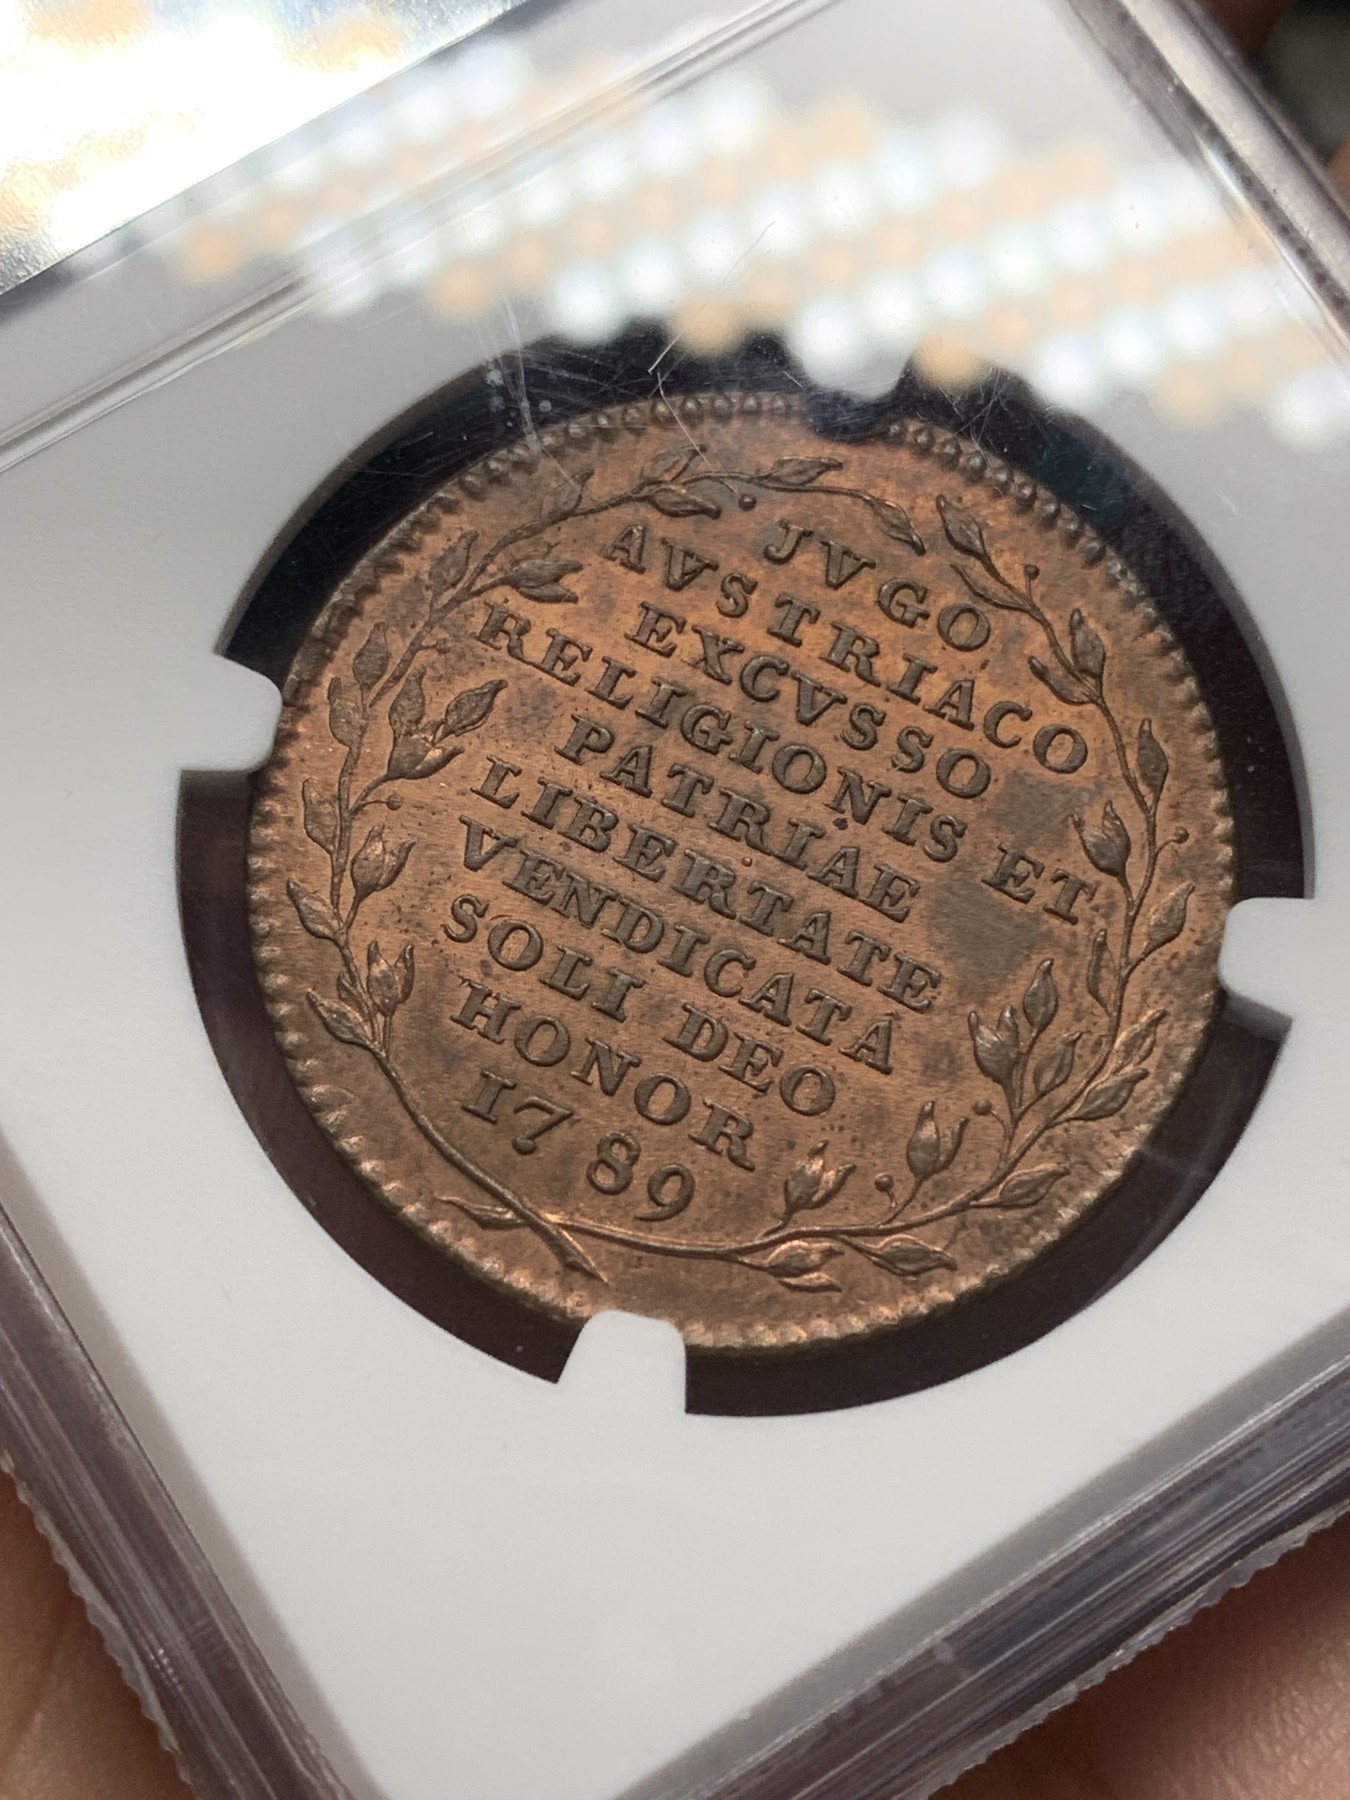 JVGO
AVSTRIACO
EXCVSSO
RELIGIONIS ET
PATRIAE
LIBERTATE
VENDICATA
SOLI DEO
HONOR
1789